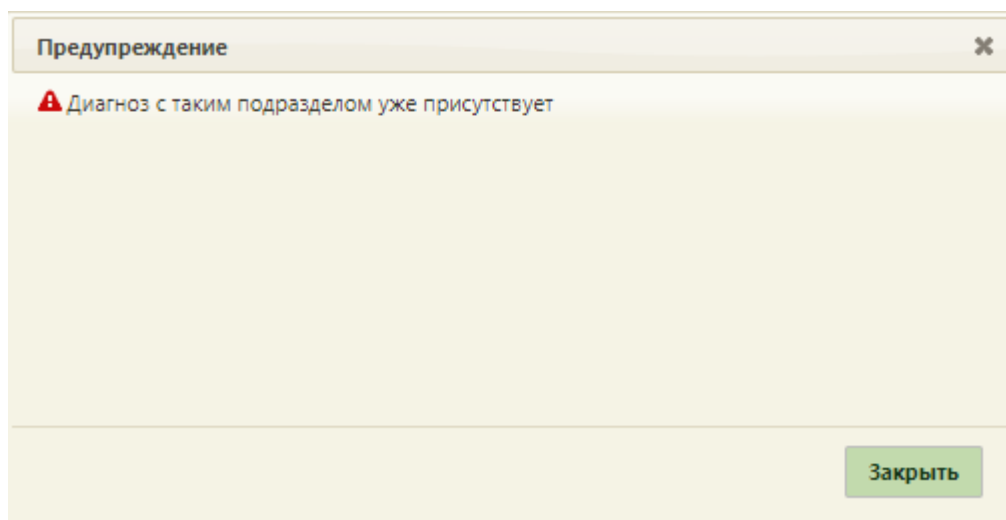 Предупреждение
Диагноз с таким подразделом уже присутствует
Закрыть